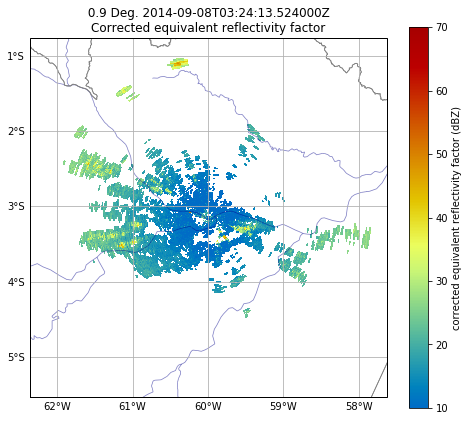 0.9 Deg. 2014-09-08T03:24:13.524000Z
Corrected equivalent reflectivity factor
1°S
2°S
3°S
4°S
5°S
62°W 61°W 60°W 59°W 58°W
70
60
50
40
30
20
10
corrected equivalent reflectivity factor (dBZ)